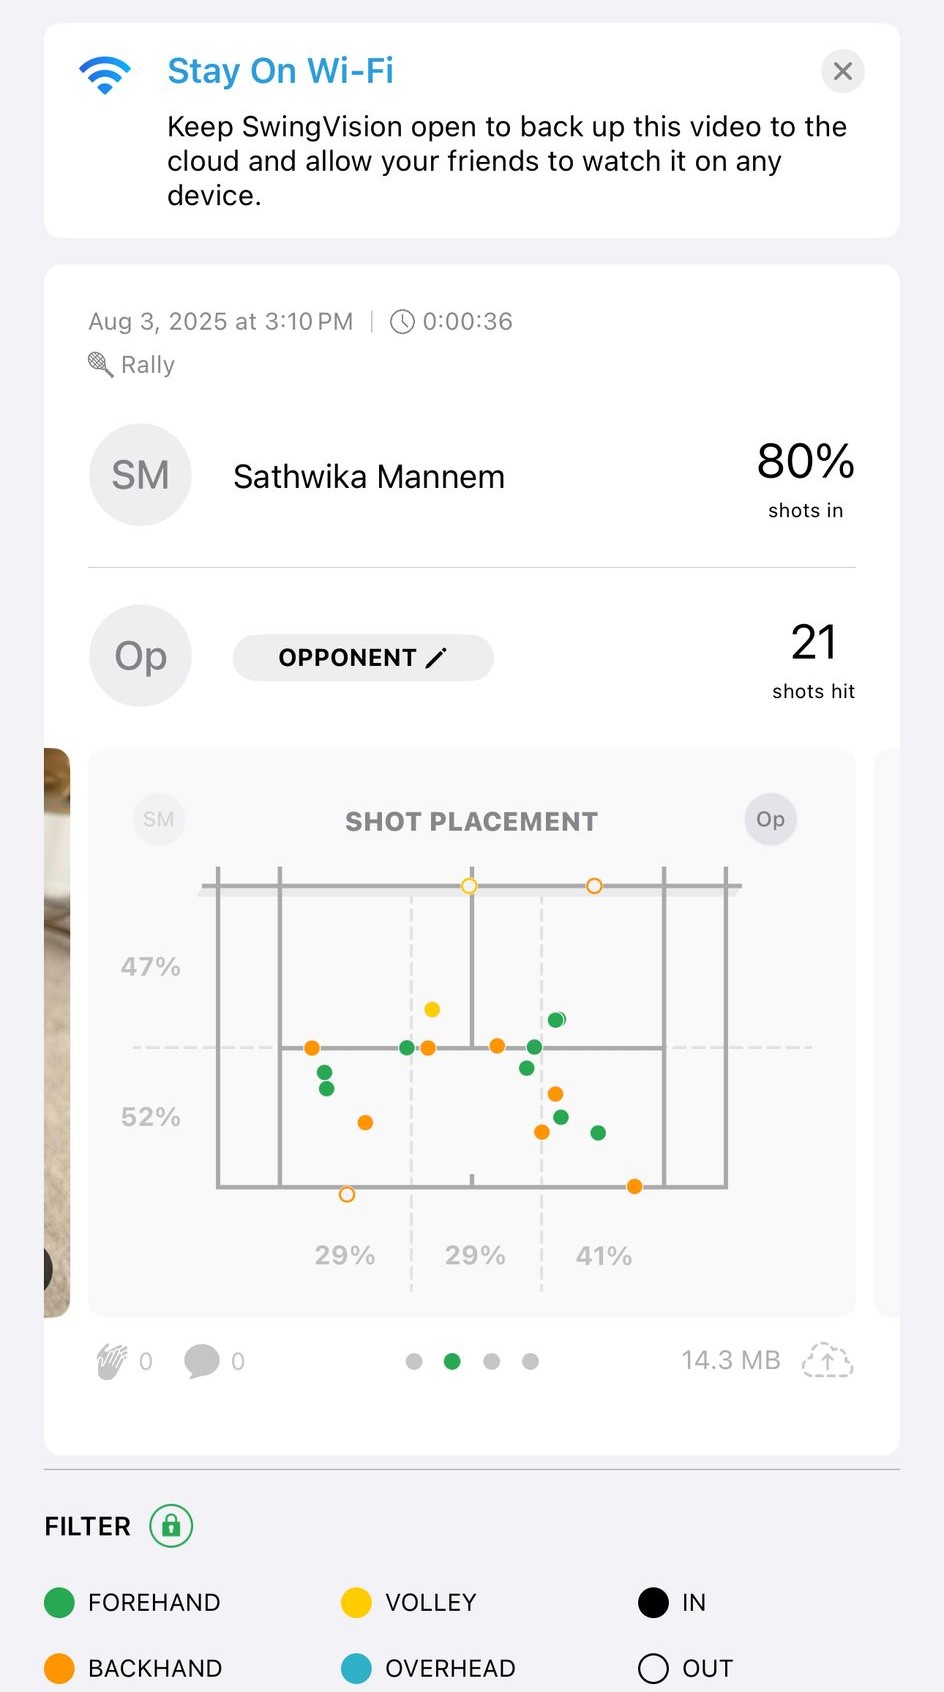 Stay On Wi-Fi
Keep SwingVision open to back up this video to the
cloud and allow your friends to watch it on any
device.
Aug 3, 2025 at 3:10 PM | 0:00:36
Rally
SM
Sathwika Mannem
80%
shots in
Op
OPPONENT
21
shots hit
SM
SHOT PLACEMENT
Op
47%
52%
29%
29%
41%
0
0
14.3 MB
FILTER
FOREHAND
VOLLEY
IN
BACKHAND
OVERHEAD
OUT